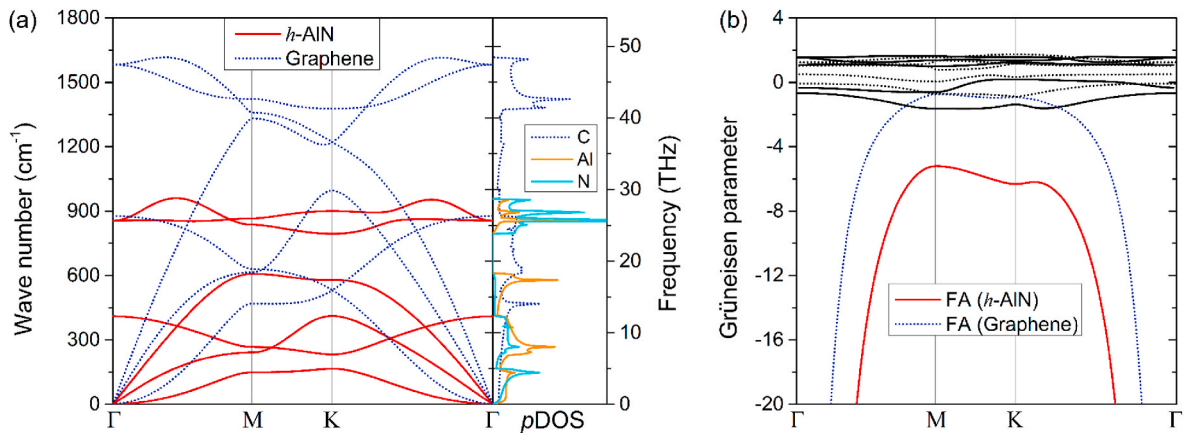 (a)
1800
1500
1200
900
600
300
0
Wave number (cm⁻¹)
h-AlN
Graphene
Γ
M
K
Γ
pDOS
C
Al
N
50
40
30
20
10
0
Frequency (THz)
(b)
4
0
-4
-8
-12
-16
-20
Grüneisen parameter
FA (h-AlN)
FA (Graphene)
Γ
M
K
Γ